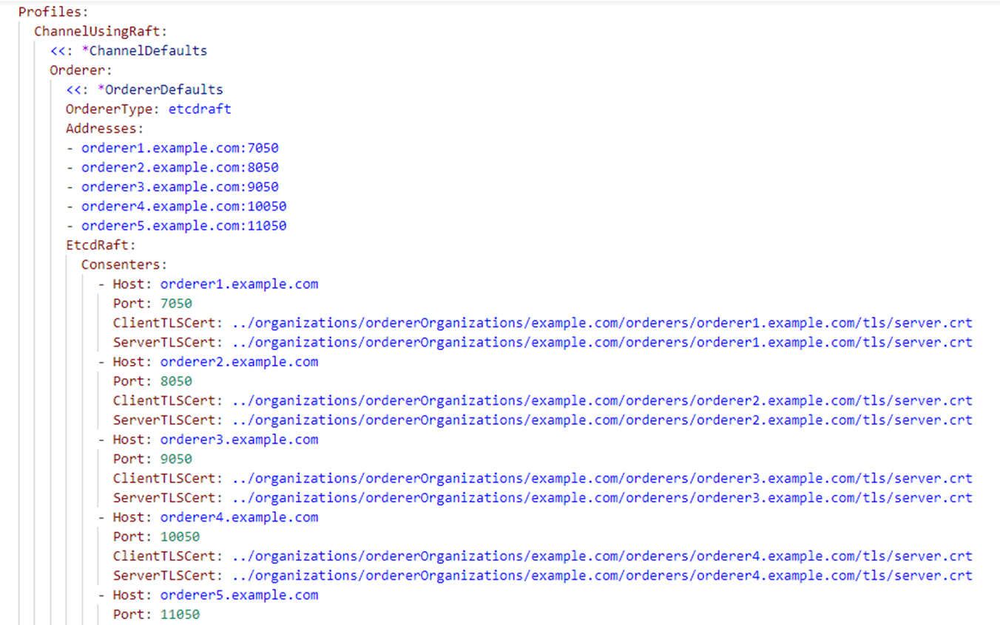 Profiles:
ChannelUsingRaft:
<<: *ChannelDefaults
Orderer:
<<: *OrdererDefaults
OrdererType: etcdraft
Addresses:
- orderer1.example.com:7050
- orderer2.example.com:8050
- orderer3.example.com:9050
- orderer4.example.com:10050
- orderer5.example.com:11050
EtcdRaft:
Consenters:
- Host: orderer1.example.com
Port: 7050
ClientTLSCert: ../organizations/ordererOrganizations/example.com/orderers/orderer1.example.com/tls/server.crt
ServerTLSCert: ../organizations/ordererOrganizations/example.com/orderers/orderer1.example.com/tls/server.crt
- Host: orderer2.example.com
Port: 8050
ClientTLSCert: ../organizations/ordererOrganizations/example.com/orderers/orderer2.example.com/tls/server.crt
ServerTLSCert: ../organizations/ordererOrganizations/example.com/orderers/orderer2.example.com/tls/server.crt
- Host: orderer3.example.com
Port: 9050
ClientTLSCert: ../organizations/ordererOrganizations/example.com/orderers/orderer3.example.com/tls/server.crt
ServerTLSCert: ../organizations/ordererOrganizations/example.com/orderers/orderer3.example.com/tls/server.crt
- Host: orderer4.example.com
Port: 10050
ClientTLSCert: ../organizations/ordererOrganizations/example.com/orderers/orderer4.example.com/tls/server.crt
ServerTLSCert: ../organizations/ordererOrganizations/example.com/orderers/orderer4.example.com/tls/server.crt
- Host: orderer5.example.com
Port: 11050